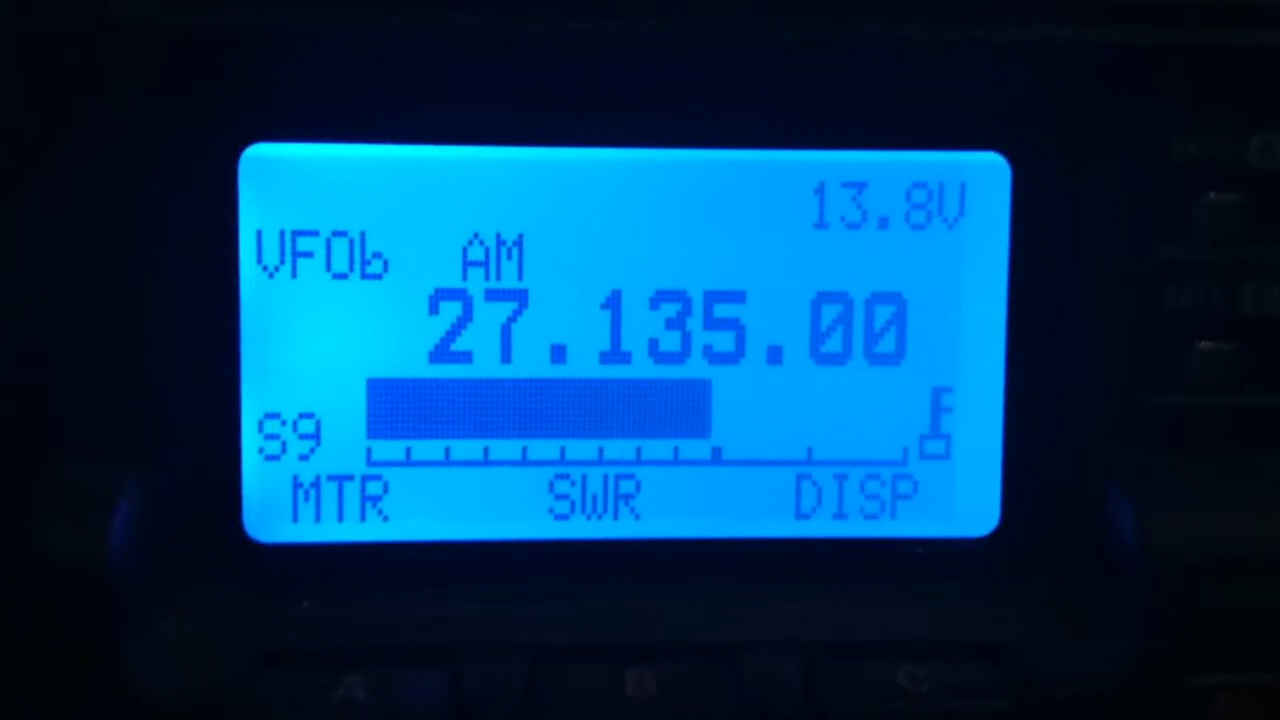 13.8V
VFOb AM
27.135.00
S9
MTR SWR DISP
A